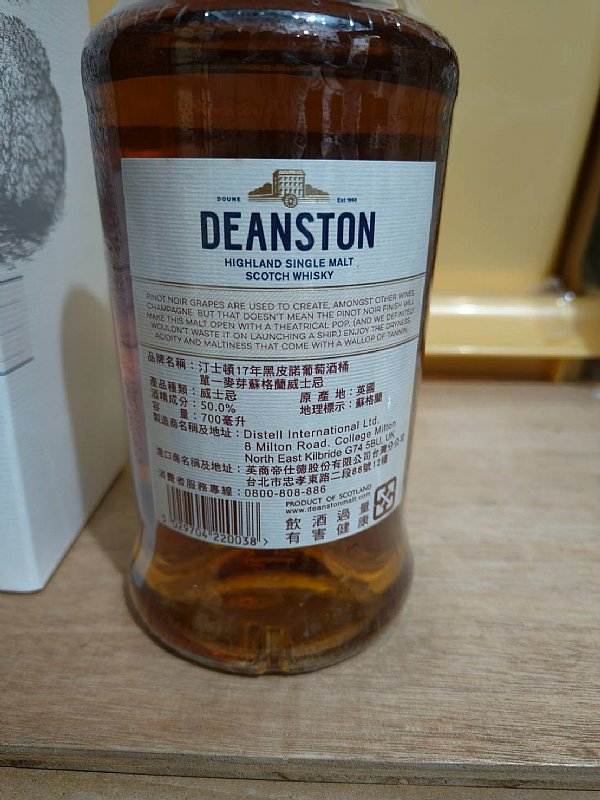 DOUNE
Est. 1966
DEANSTON
HIGHLAND SINGLE MALT
SCOTCH WHISKY
PINOT NOIR GRAPES ARE USED TO CREATE, AMONGST OTHER WINES,
CHAMPAGNE. BUT THAT DOESN'T MEAN THE PINOT NOIR FINISH WILL
MAKE THIS MALT OPEN WITH A THEATRICAL POP. (AND WE DEFINITELY
WOULDN'T WASTE IT ON LAUNCHING A SHIP.) ENJOY THE DRYNESS,
ACIDITY AND MALTINESS THAT COME WITH A WALLOP OF TANNIN.
品牌名稱：汀士頓17年黑皮諾葡萄酒桶
單一麥芽蘇格蘭威士忌
產品種類：威士忌 原 產 地：英國
酒精成分：50.0% 地理標示：蘇格蘭
容 量：700毫升
製造商名稱及地址：Distell International Ltd.
8 Milton Road. College Milton
North East Kilbride G74 5BU, UK
進口商名稱及地址：英商帝仕德股份有限公司台灣分公司
台北市忠孝東路二段88號12樓
消費者服務專線：0800-808-886
PRODUCT OF SCOTLAND
www.deanstonmalt.com
5 029704 220038 >
飲酒過量
有害健康